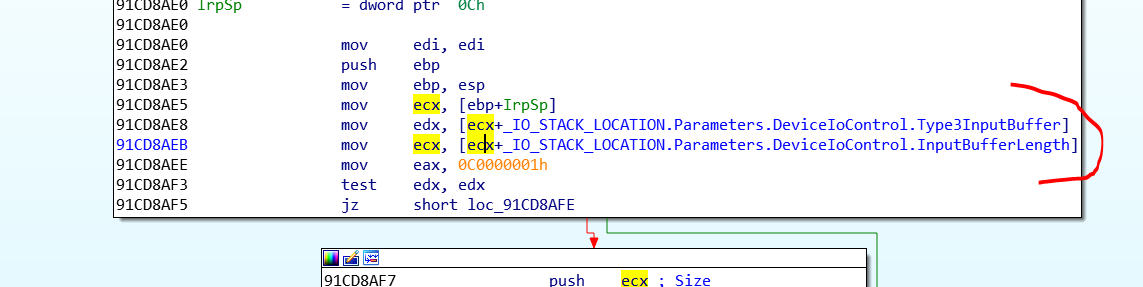 91CD8AE0 IrpSp = dword ptr 0Ch
91CD8AE0
91CD8AE0 mov edi, edi
91CD8AE2 push ebp
91CD8AE3 mov ebp, esp
91CD8AE5 mov ecx, [ebp+IrpSp]
91CD8AE8 mov edx, [ecx+_IO_STACK_LOCATION.Parameters.DeviceIoControl.Type3InputBuffer]
91CD8AEB mov ecx, [ecx+_IO_STACK_LOCATION.Parameters.DeviceIoControl.InputBufferLength]
91CD8AEE mov eax, 0C0000001h
91CD8AF3 test edx, edx
91CD8AF5 jz short loc_91CD8AFE
91CD8AF7 push ecx ; Size